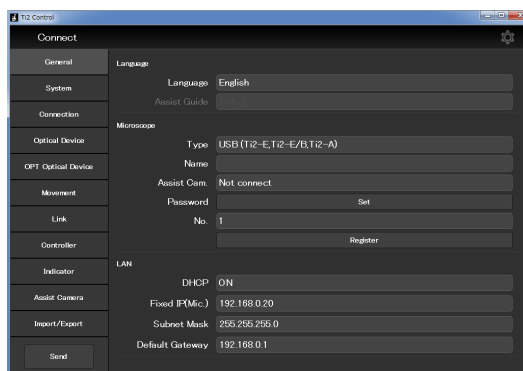 Ti2 Control
Connect
General
System
Connection
Optical Device
OPT Optical Device
Movement
Link
Controller
Indicator
Assist Camera
Import/Export
Send
Language
Language English
Assist Guide
Microscope
Type USB (Ti2-E,Ti2-E/B,Ti2-A)
Name
Assist Cam. Not connect
Password Set
No. 1
Register
LAN
DHCP ON
Fixed IP(Mic.) 192.168.0.20
Subnet Mask 255.255.255.0
Default Gateway 192.168.0.1